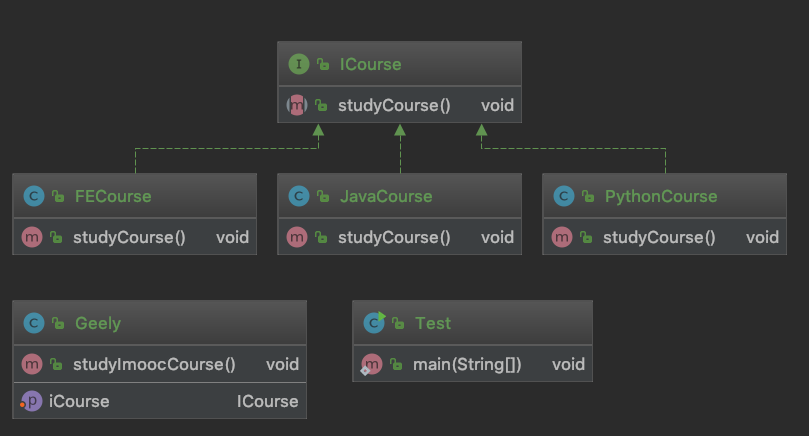 I ICourse
m studyCourse() void
C FECourse
m studyCourse() void
C JavaCourse
m studyCourse() void
C PythonCourse
m studyCourse() void
C Geely
m studyImoocCourse() void
p iCourse ICourse
C Test
m main(String[]) void